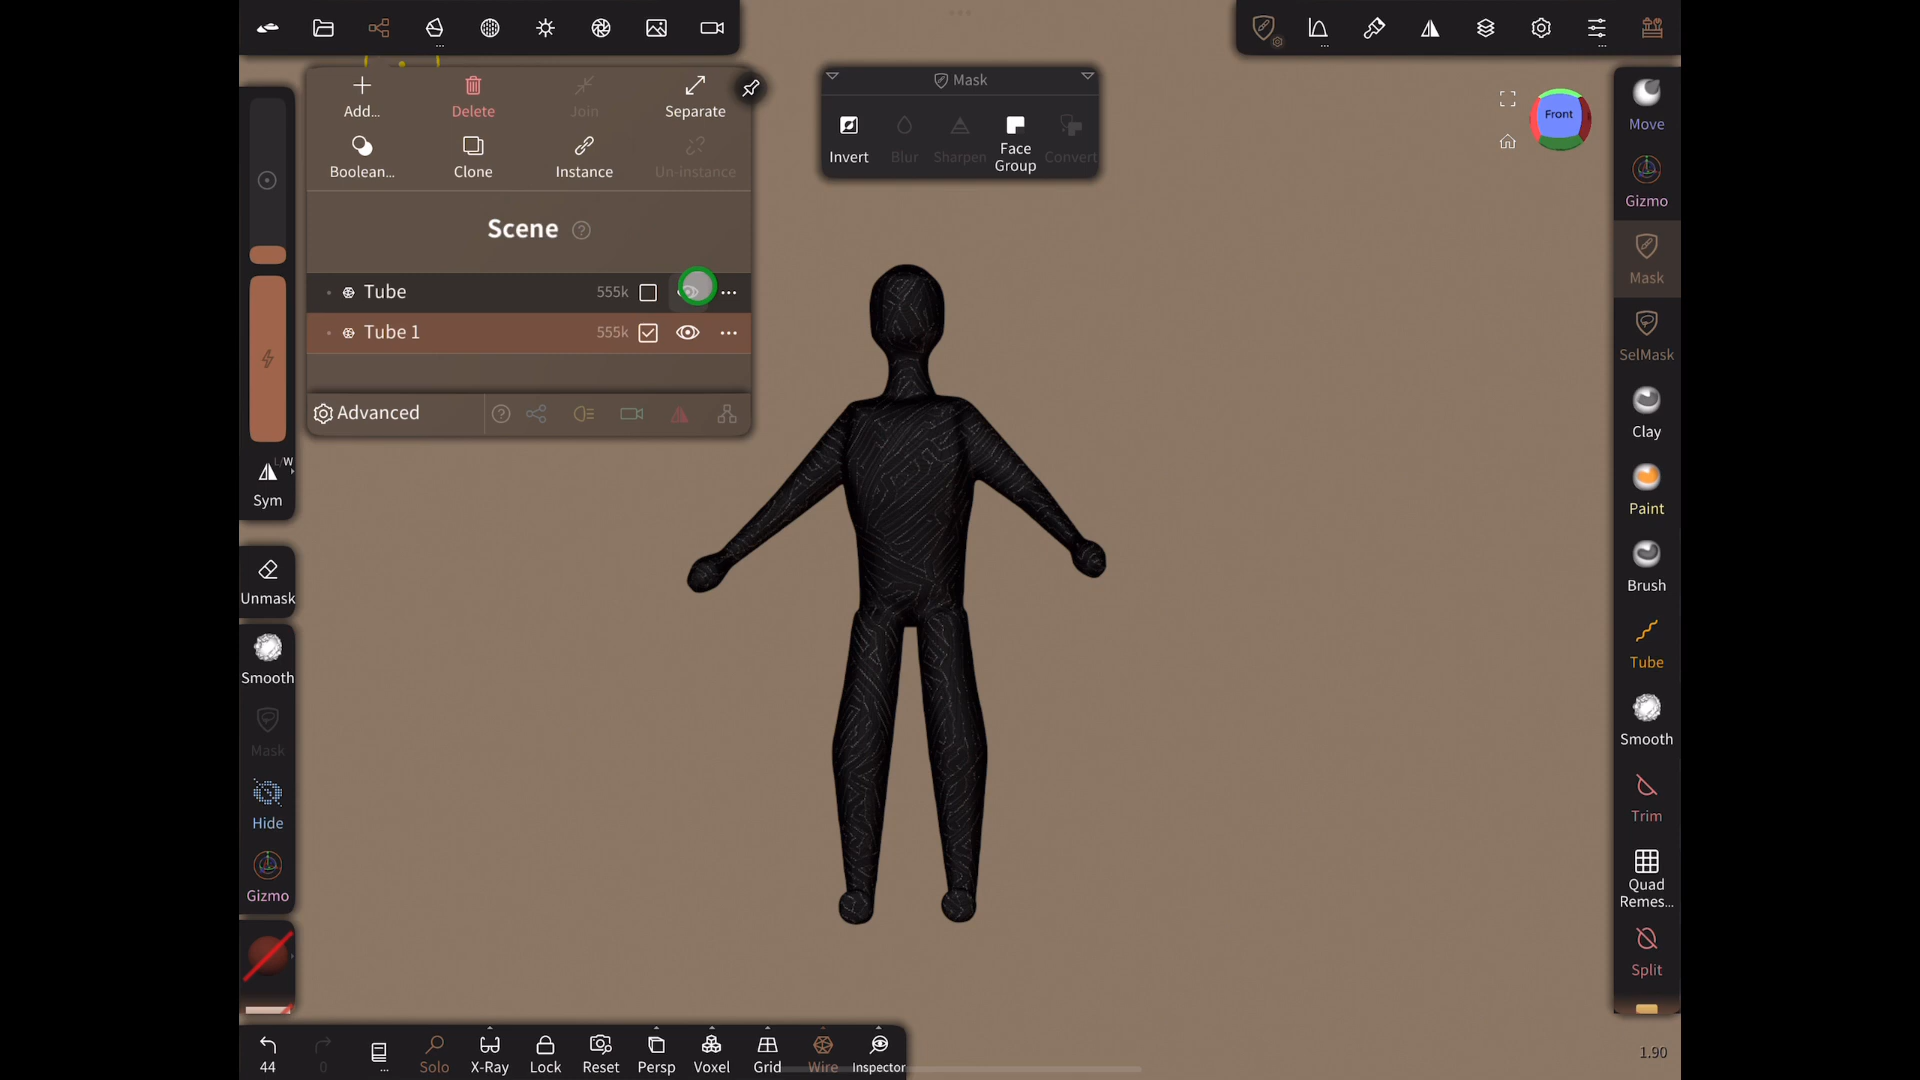 Add...
Delete
Join
Separate
Boolean...
Clone
Instance
Un-instance
Scene ?
Tube 555k
Tube 1 555k
Advanced ?
Mask
Invert
Blur
Sharpen
Face
Group
Convert
Front
L/W
Sym
Unmask
Smooth
Mask
Hide
Gizmo
Move
Gizmo
Mask
SelMask
Clay
Paint
Brush
Tube
Smooth
Trim
Quad
Remes...
Split
44
0
...
Solo
X-Ray
Lock
Reset
Persp
Voxel
Grid
Wire
Inspector
1.90